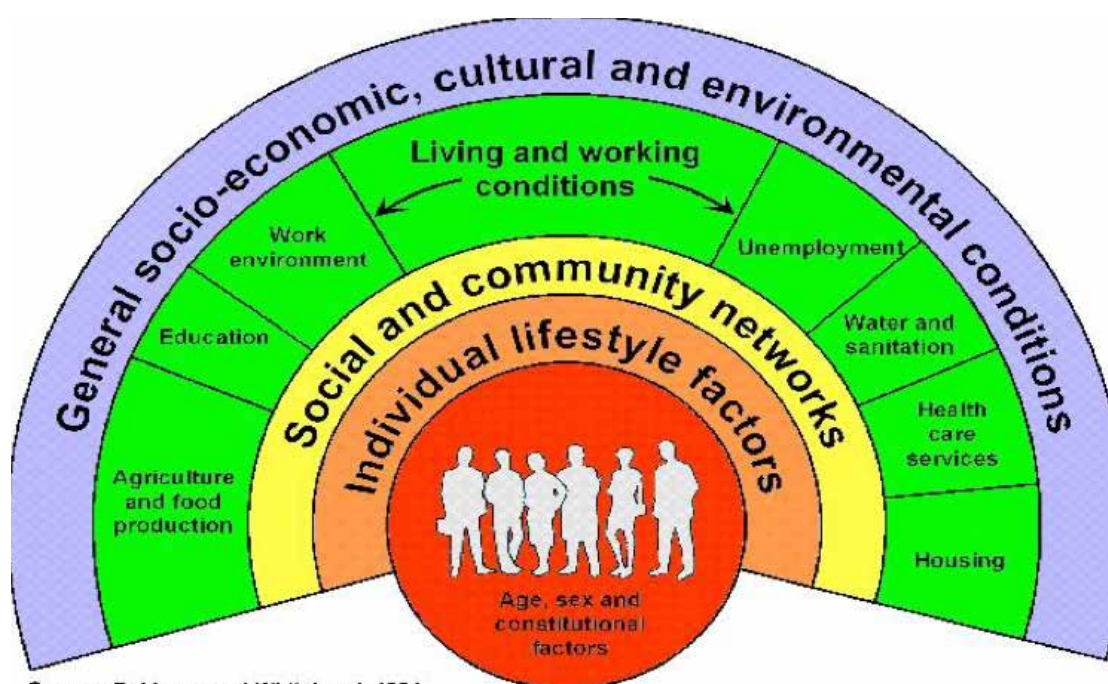 General socio-economic, cultural and environmental conditions
Living and working
conditions
Work
environment
Unemployment
Education
Water and
sanitation
Agriculture
and food
production
Health
care
services
Housing
Social and community networks
Individual lifestyle factors
Age, sex and
constitutional
factors